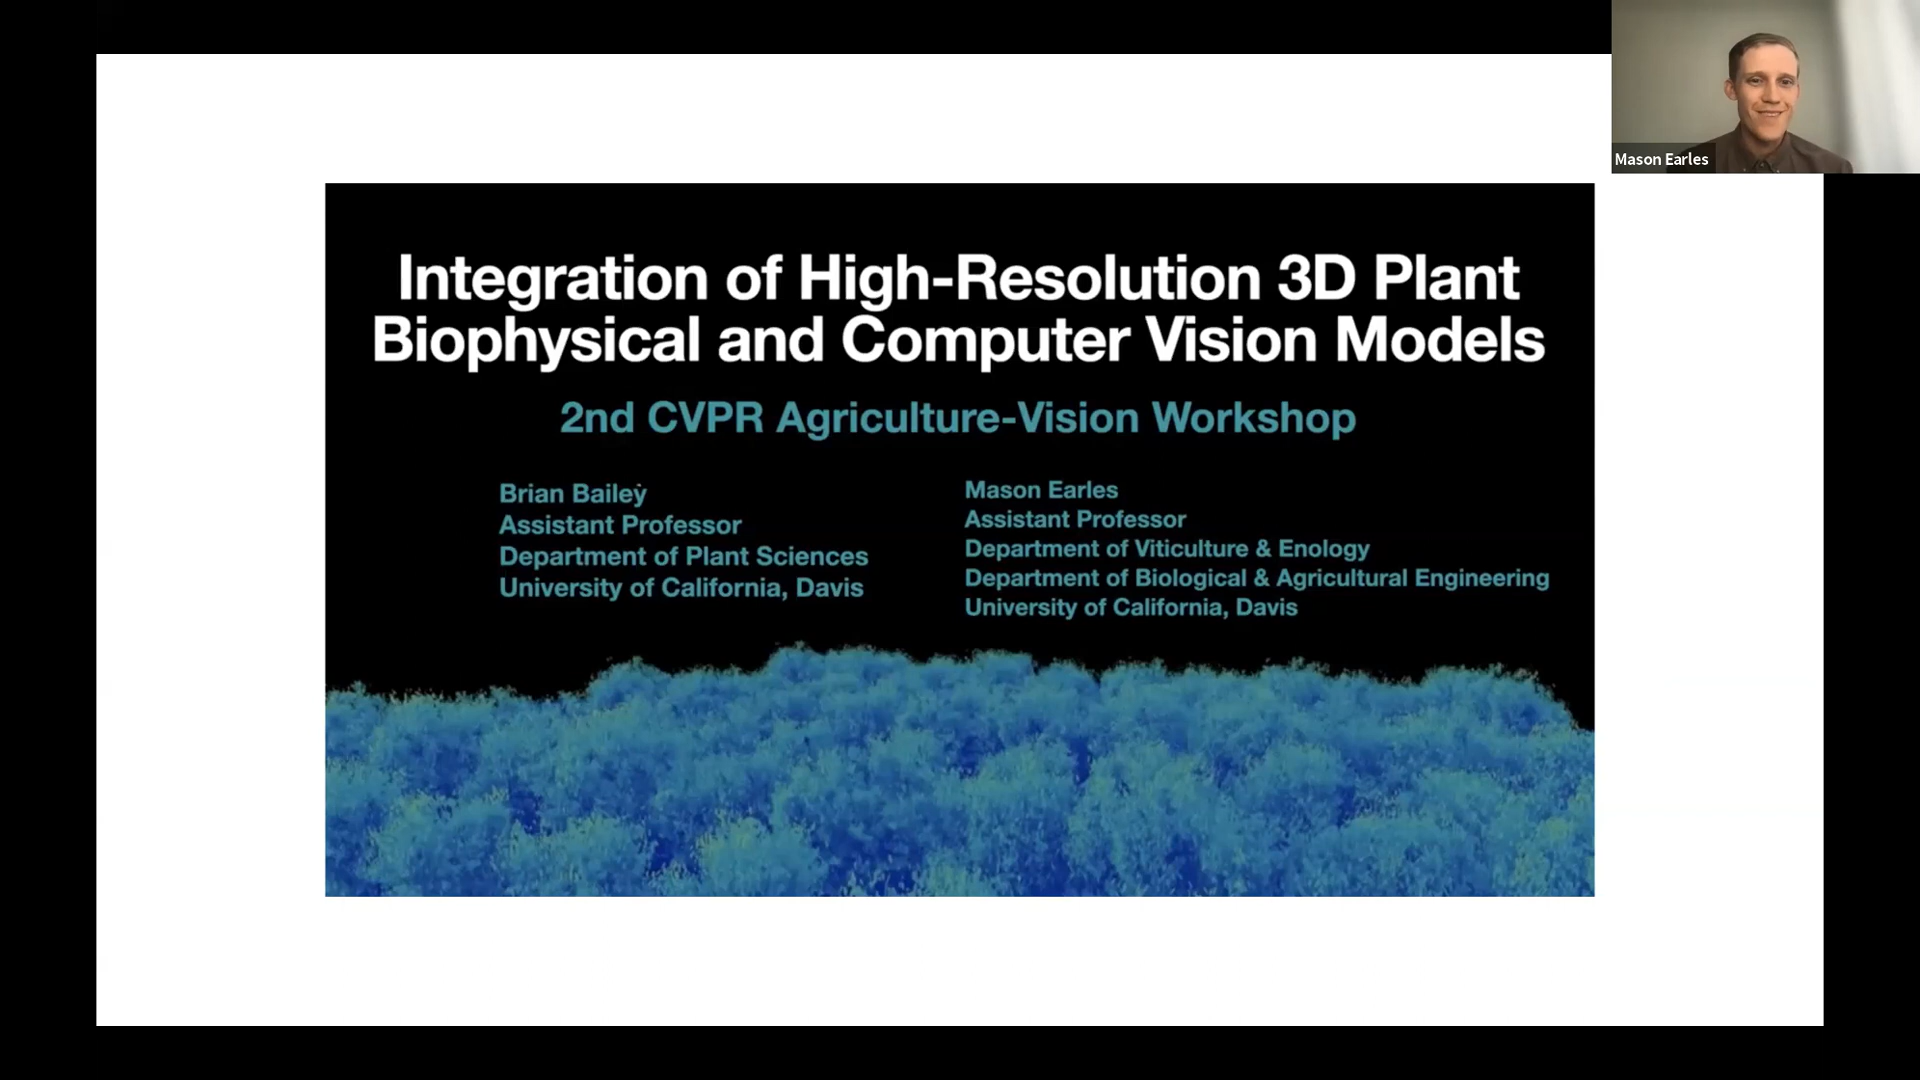 Mason Earles
Integration of High-Resolution 3D Plant
Biophysical and Computer Vision Models
2nd CVPR Agriculture-Vision Workshop
Brian Bailey
Assistant Professor
Department of Plant Sciences
University of California, Davis
Mason Earles
Assistant Professor
Department of Viticulture & Enology
Department of Biological & Agricultural Engineering
University of California, Davis